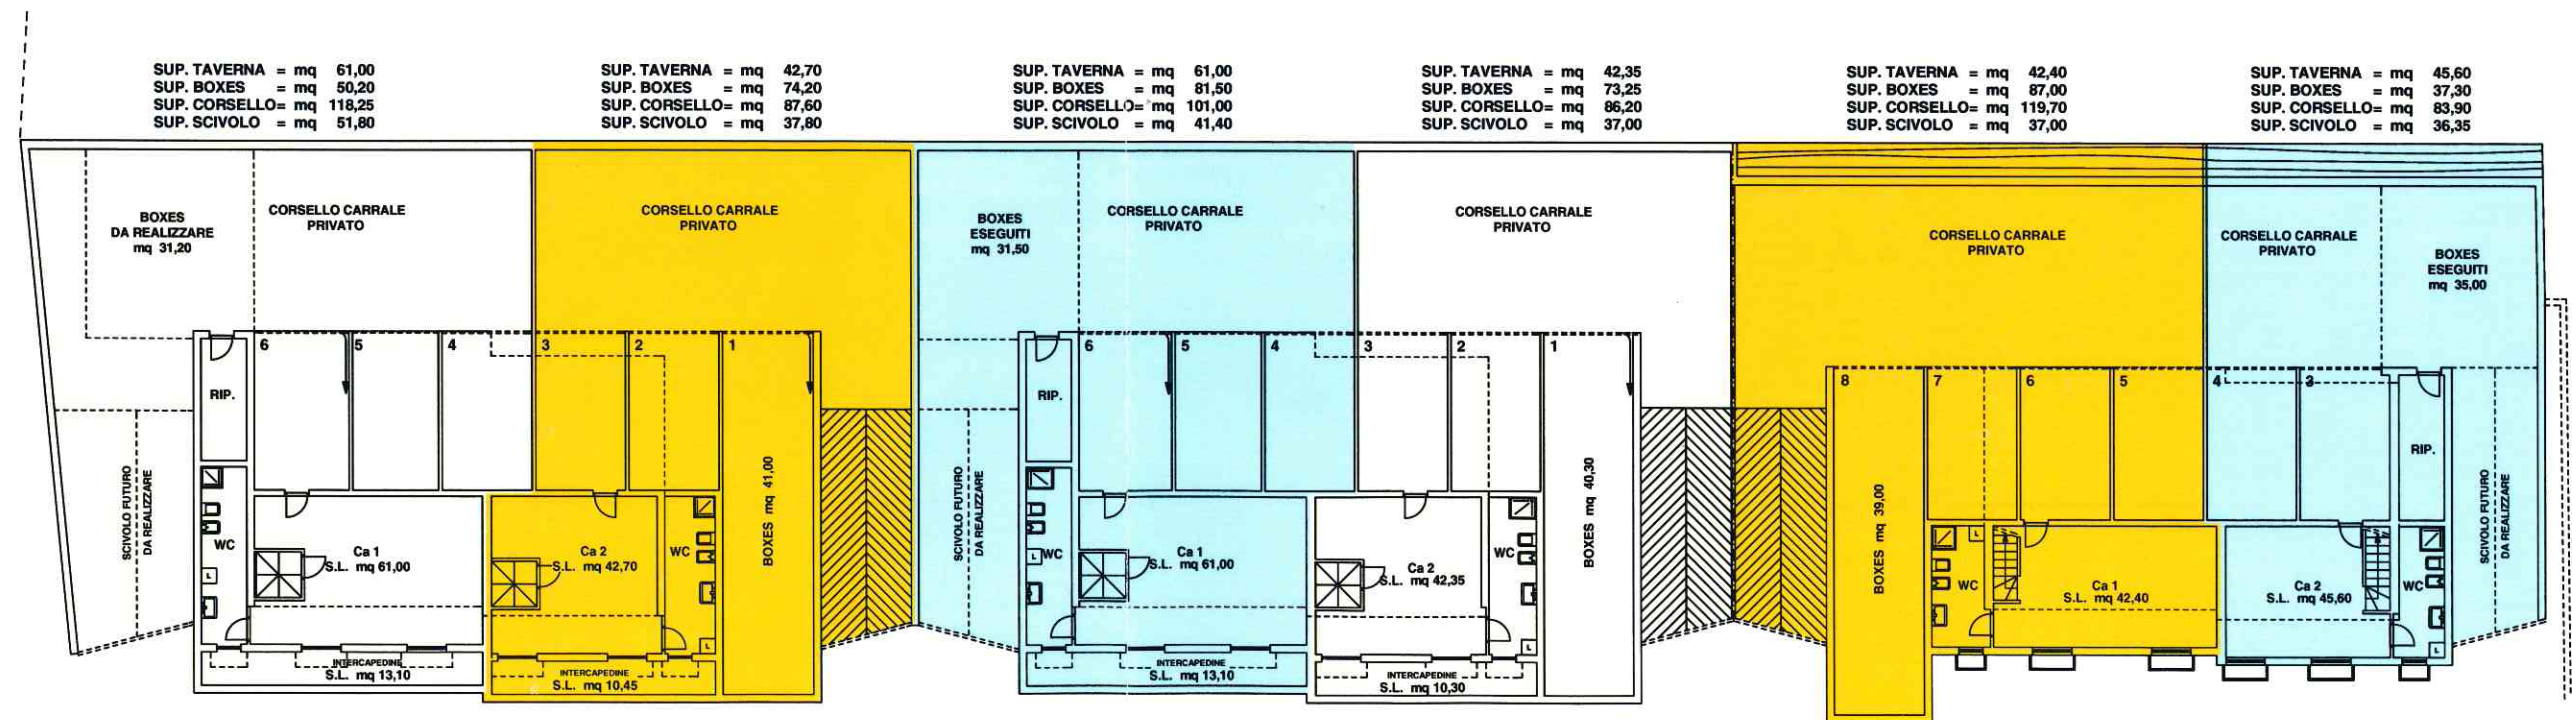 SUP. TAVERNA = mq 61,00
SUP. BOXES = mq 50,20
SUP. CORSELLO= mq 118,25
SUP. SCIVOLO = mq 51,80
SUP. TAVERNA = mq 42,70
SUP. BOXES = mq 74,20
SUP. CORSELLO= mq 87,60
SUP. SCIVOLO = mq 37,80
SUP. TAVERNA = mq 61,00
SUP. BOXES = mq 81,50
SUP. CORSELLO= mq 101,00
SUP. SCIVOLO = mq 41,40
SUP. TAVERNA = mq 42,35
SUP. BOXES = mq 73,25
SUP. CORSELLO= mq 86,20
SUP. SCIVOLO = mq 37,00
SUP. TAVERNA = mq 42,40
SUP. BOXES = mq 87,00
SUP. CORSELLO= mq 119,70
SUP. SCIVOLO = mq 37,00
SUP. TAVERNA = mq 45,60
SUP. BOXES = mq 37,30
SUP. CORSELLO= mq 83,90
SUP. SCIVOLO = mq 36,35
BOXES
DA REALIZZARE
mq 31,20
CORSELLO CARRALE
PRIVATO
CORSELLO CARRALE
PRIVATO
BOXES
ESEGUITI
mq 31,50
CORSELLO CARRALE
PRIVATO
CORSELLO CARRALE
PRIVATO
CORSELLO CARRALE
PRIVATO
CORSELLO CARRALE
PRIVATO
BOXES
ESEGUITI
mq 35,00
6
5
4
3
2
1
6
5
4
3
2
1
8
7
6
5
4
3
RIP.
RIP.
RIP.
SCIVOLO FUTURO
DA REALIZZARE
WC
L
Ca 1
S.L. mq 61,00
Ca 2
S.L. mq 42,70
WC
L
BOXES mq 41,00
SCIVOLO FUTURO
DA REALIZZARE
L
WC
Ca 1
S.L. mq 61,00
Ca 2
S.L. mq 42,35
WC
L
BOXES mq 40,30
BOXES mq 39,00
L
WC
Ca 1
S.L. mq 42,40
Ca 2
S.L. mq 45,60
WC
L
SCIVOLO FUTURO
DA REALIZZARE
INTERCAPEDINE
S.L. mq 13,10
INTERCAPEDINE
S.L. mq 10,45
INTERCAPEDINE
S.L. mq 13,10
INTERCAPEDINE
S.L. mq 10,30